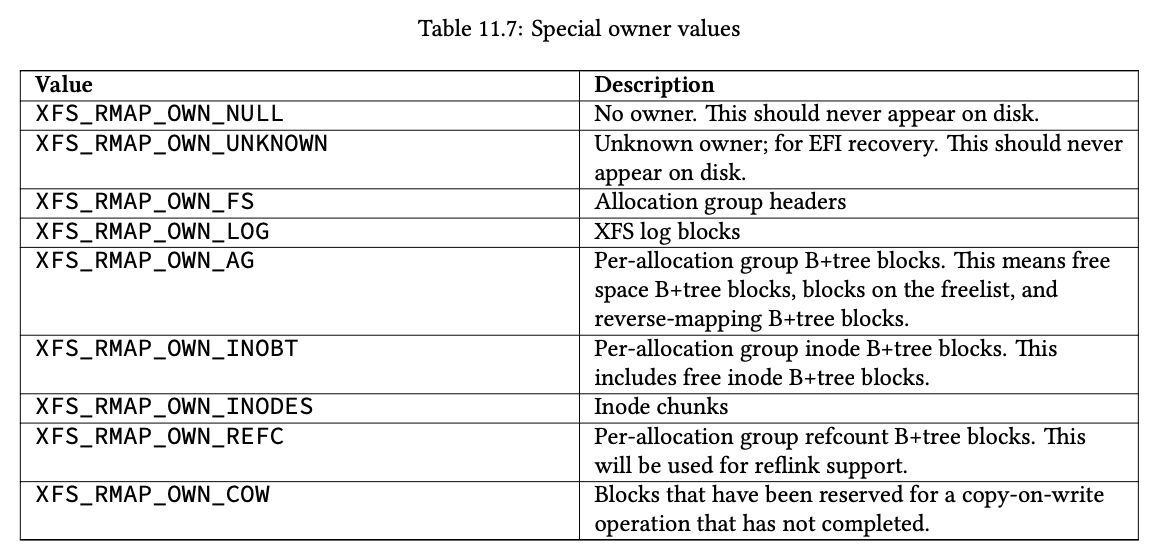 Table 11.7: Special owner values
Value Description
XFS_RMAP_OWN_NULL No owner. This should never appear on disk.
XFS_RMAP_OWN_UNKNOWN Unknown owner; for EFI recovery. This should never
appear on disk.
XFS_RMAP_OWN_FS Allocation group headers
XFS_RMAP_OWN_LOG XFS log blocks
XFS_RMAP_OWN_AG Per-allocation group B+tree blocks. This means free
space B+tree blocks, blocks on the freelist, and
reverse-mapping B+tree blocks.
XFS_RMAP_OWN_INOBT Per-allocation group inode B+tree blocks. This
includes free inode B+tree blocks.
XFS_RMAP_OWN_INODES Inode chunks
XFS_RMAP_OWN_REFC Per-allocation group refcount B+tree blocks. This
will be used for reflink support.
XFS_RMAP_OWN_COW Blocks that have been reserved for a copy-on-write
operation that has not completed.